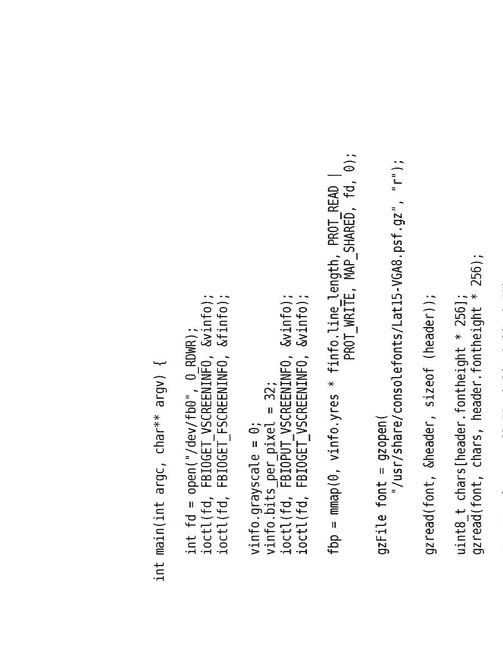 int main(int argc, char** argv) {
int fd = open("/dev/fb0", O_RDWR);
ioctl(fd, FBIOGET_VSCREENINFO, &vinfo);
ioctl(fd, FBIOGET_FSCREENINFO, &finfo);
vinfo.grayscale = 0;
vinfo.bits_per_pixel = 32;
ioctl(fd, FBIOPUT_VSCREENINFO, &vinfo);
ioctl(fd, FBIOGET_VSCREENINFO, &vinfo);
fbp = mmap(0, vinfo.yres * finfo.line_length, PROT_READ |
PROT_WRITE, MAP_SHARED, fd, 0);
gzFile font = gzopen(
"/usr/share/consolefonts/Lat15-VGA8.psf.gz", "r");
gzread(font, &header, sizeof (header));
uint8_t chars[header.fontheight * 256];
gzread(font, chars, header.fontheight * 256);